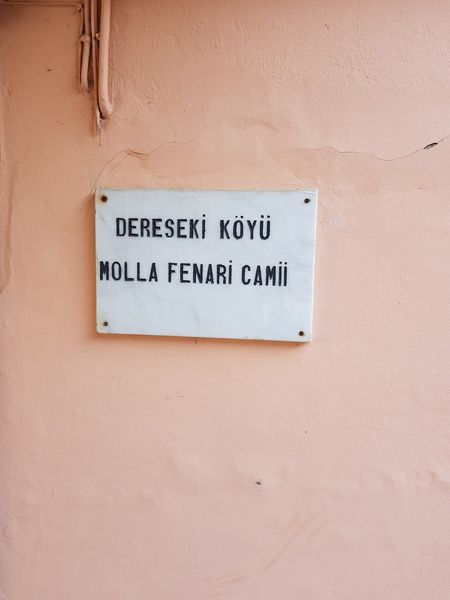 DERESEKİ KÖYÜ
MOLLA FENARİ CAMİİ